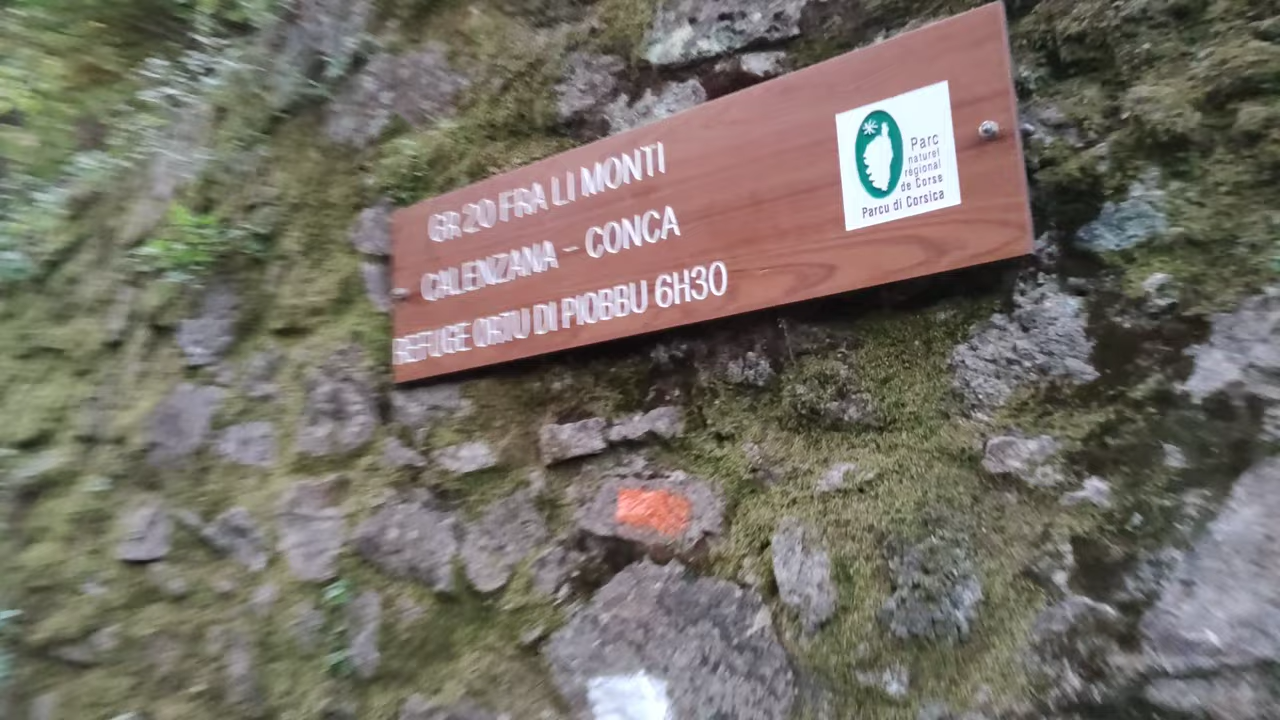 GR20 FRA LI MONTI
CALENZANA – CONCA
REFUGE ORTU DI PIOBBU 6H30
Parc
naturel
régional
de Corse
Parcu di Corsica